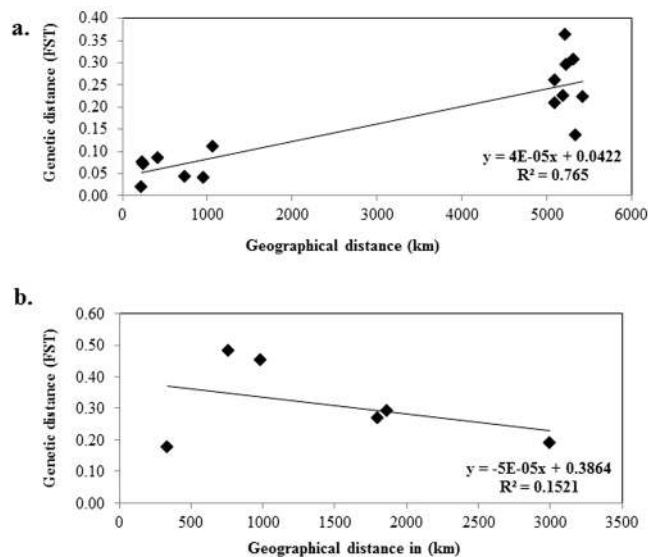 a.
Genetic distance (FST)
0.40
0.35
0.30
0.25
0.20
0.15
0.10
0.05
0.00
y = 4E-05x + 0.0422
R² = 0.765
0 1000 2000 3000 4000 5000 6000
Geographical distance (km)
b.
Genetic distance (FST)
0.60
0.50
0.40
0.30
0.20
0.10
0.00
y = -5E-05x + 0.3864
R² = 0.1521
0 500 1000 1500 2000 2500 3000 3500
Geographical distance in (km)